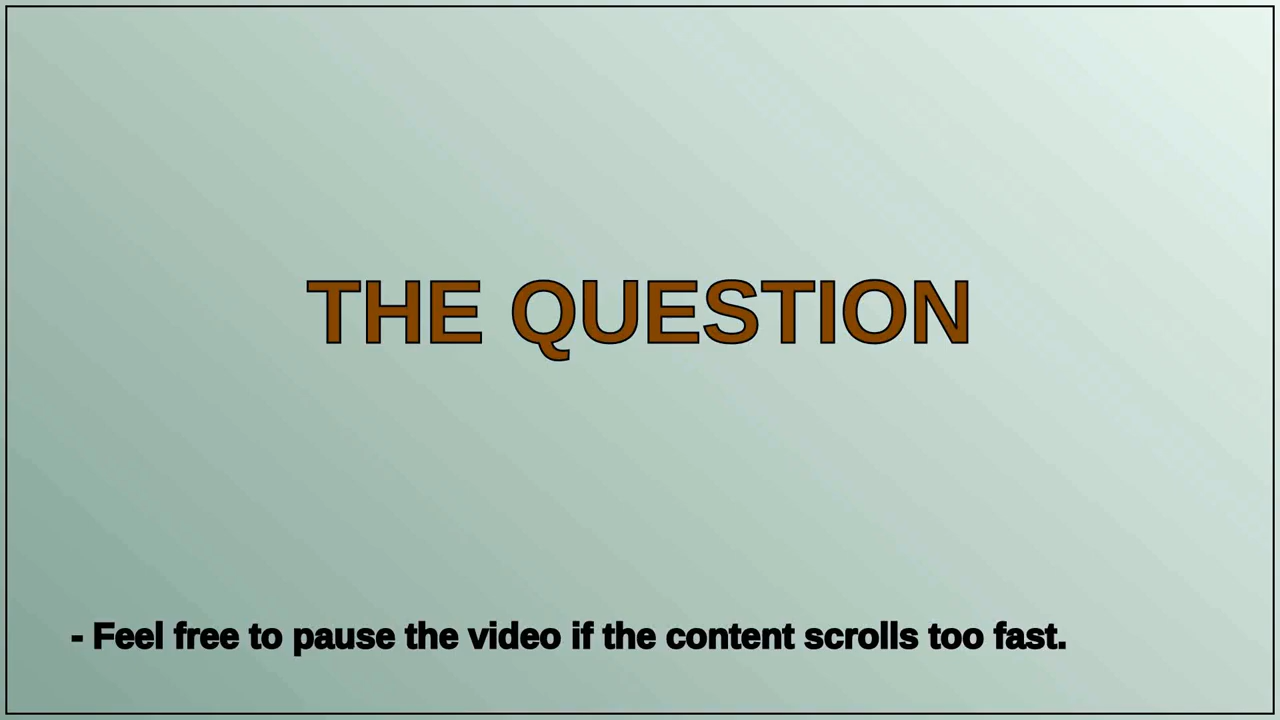 THE QUESTION
- Feel free to pause the video if the content scrolls too fast.